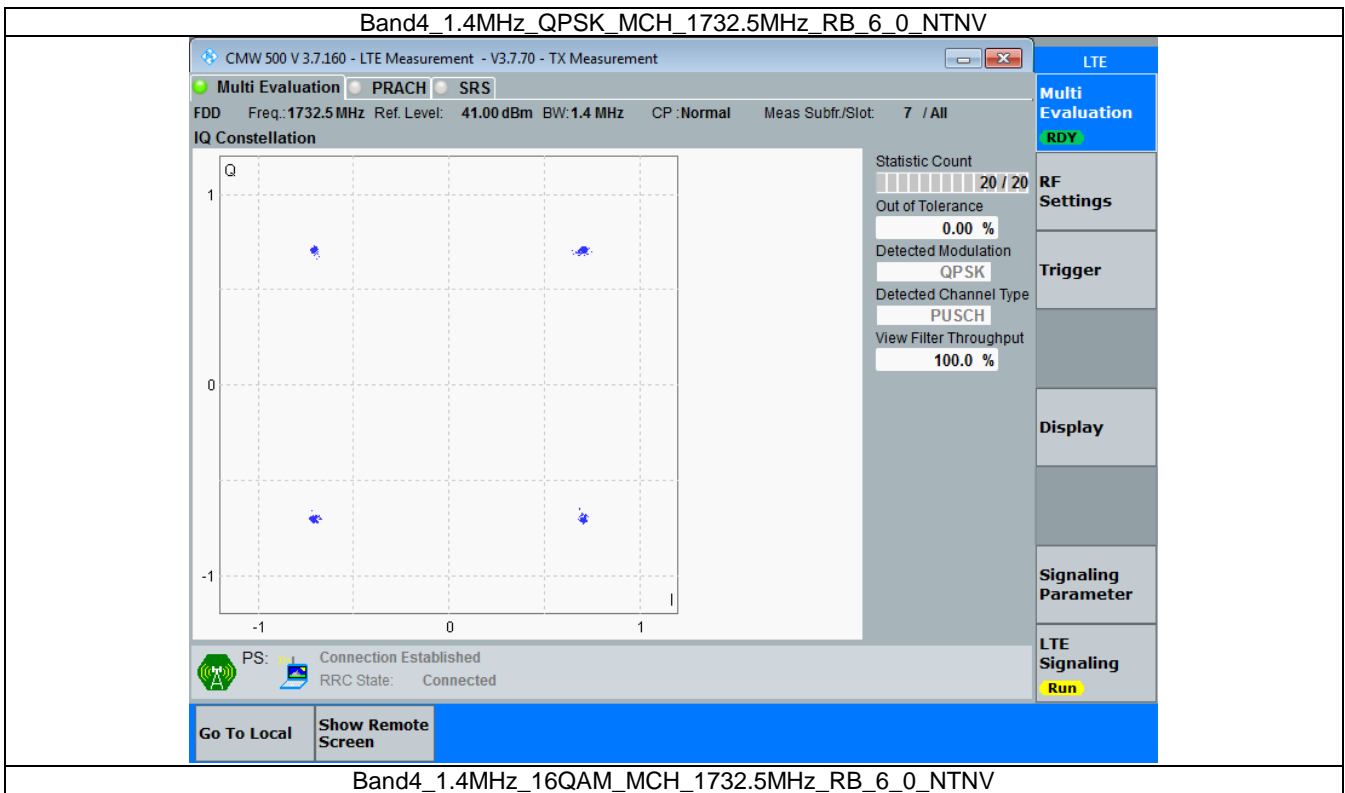 Band4_1.4MHz_QPSK_MCH_1732.5MHz_RB_6_0_NTNV
CMW 500 V 3.7.160 - LTE Measurement - V3.7.70 - TX Measurement
LTE
Multi Evaluation PRACH SRS
FDD Freq.:1732.5 MHz Ref. Level: 41.00 dBm BW:1.4 MHz CP :Normal Meas Subfr./Slot: 7 / All
IQ Constellation
Q
1
0
-1
I
-1 0 1
Statistic Count
20 / 20
Out of Tolerance
0.00 %
Detected Modulation
QPSK
Detected Channel Type
PUSCH
View Filter Throughput
100.0 %
Multi
Evaluation
RDY
RF
Settings
Trigger
Display
Signaling
Parameter
LTE
Signaling
Run
PS: Connection Established
RRC State: Connected
Go To Local
Show Remote
Screen
Band4_1.4MHz_16QAM_MCH_1732.5MHz_RB_6_0_NTNV